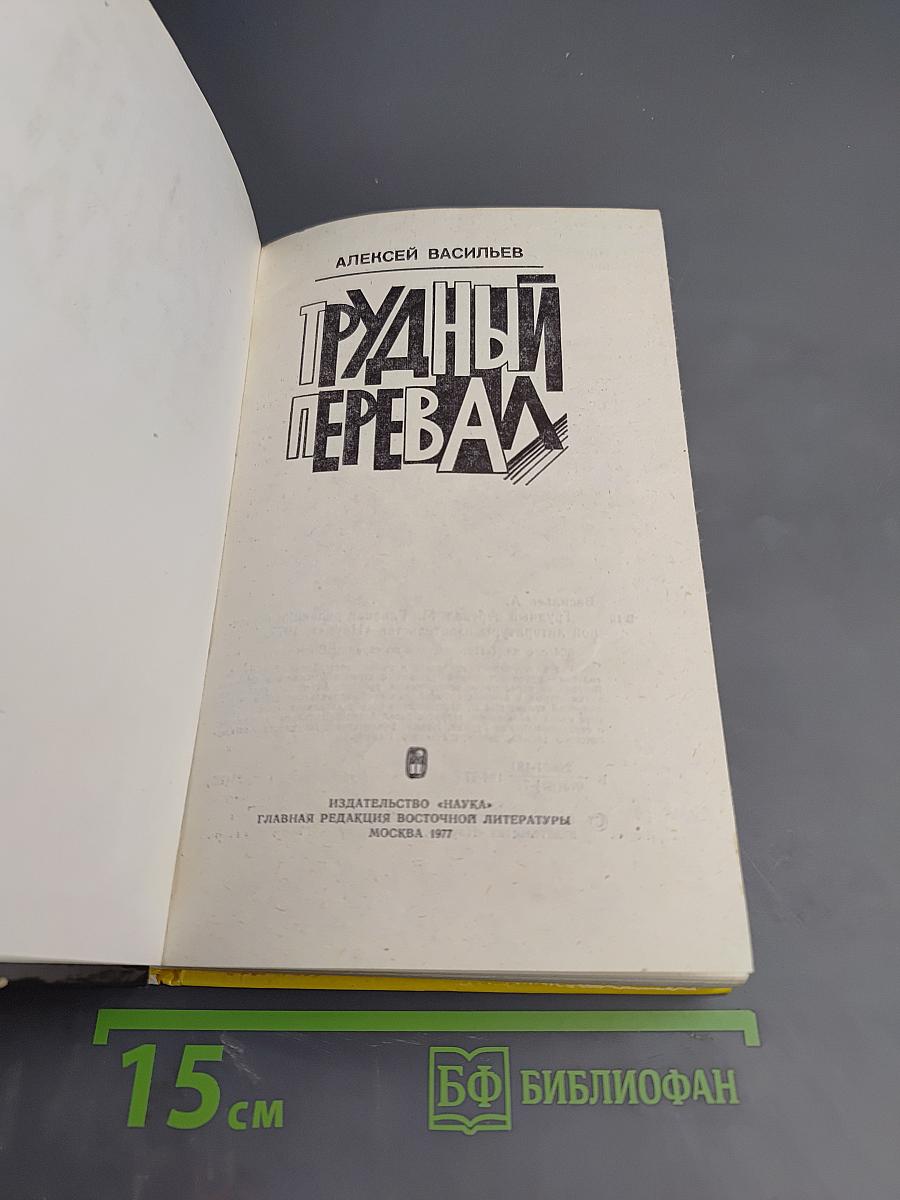 АЛЕКСЕЙ ВАСИЛЬЕВ
ТРУДНЫЙ
ПЕРЕВАЛ
ИЗДАТЕЛЬСТВО «НАУКА»
ГЛАВНАЯ РЕДАКЦИЯ ВОСТОЧНОЙ ЛИТЕРАТУРЫ
МОСКВА 1977
15 СМ
БФ БИБЛИОФАН